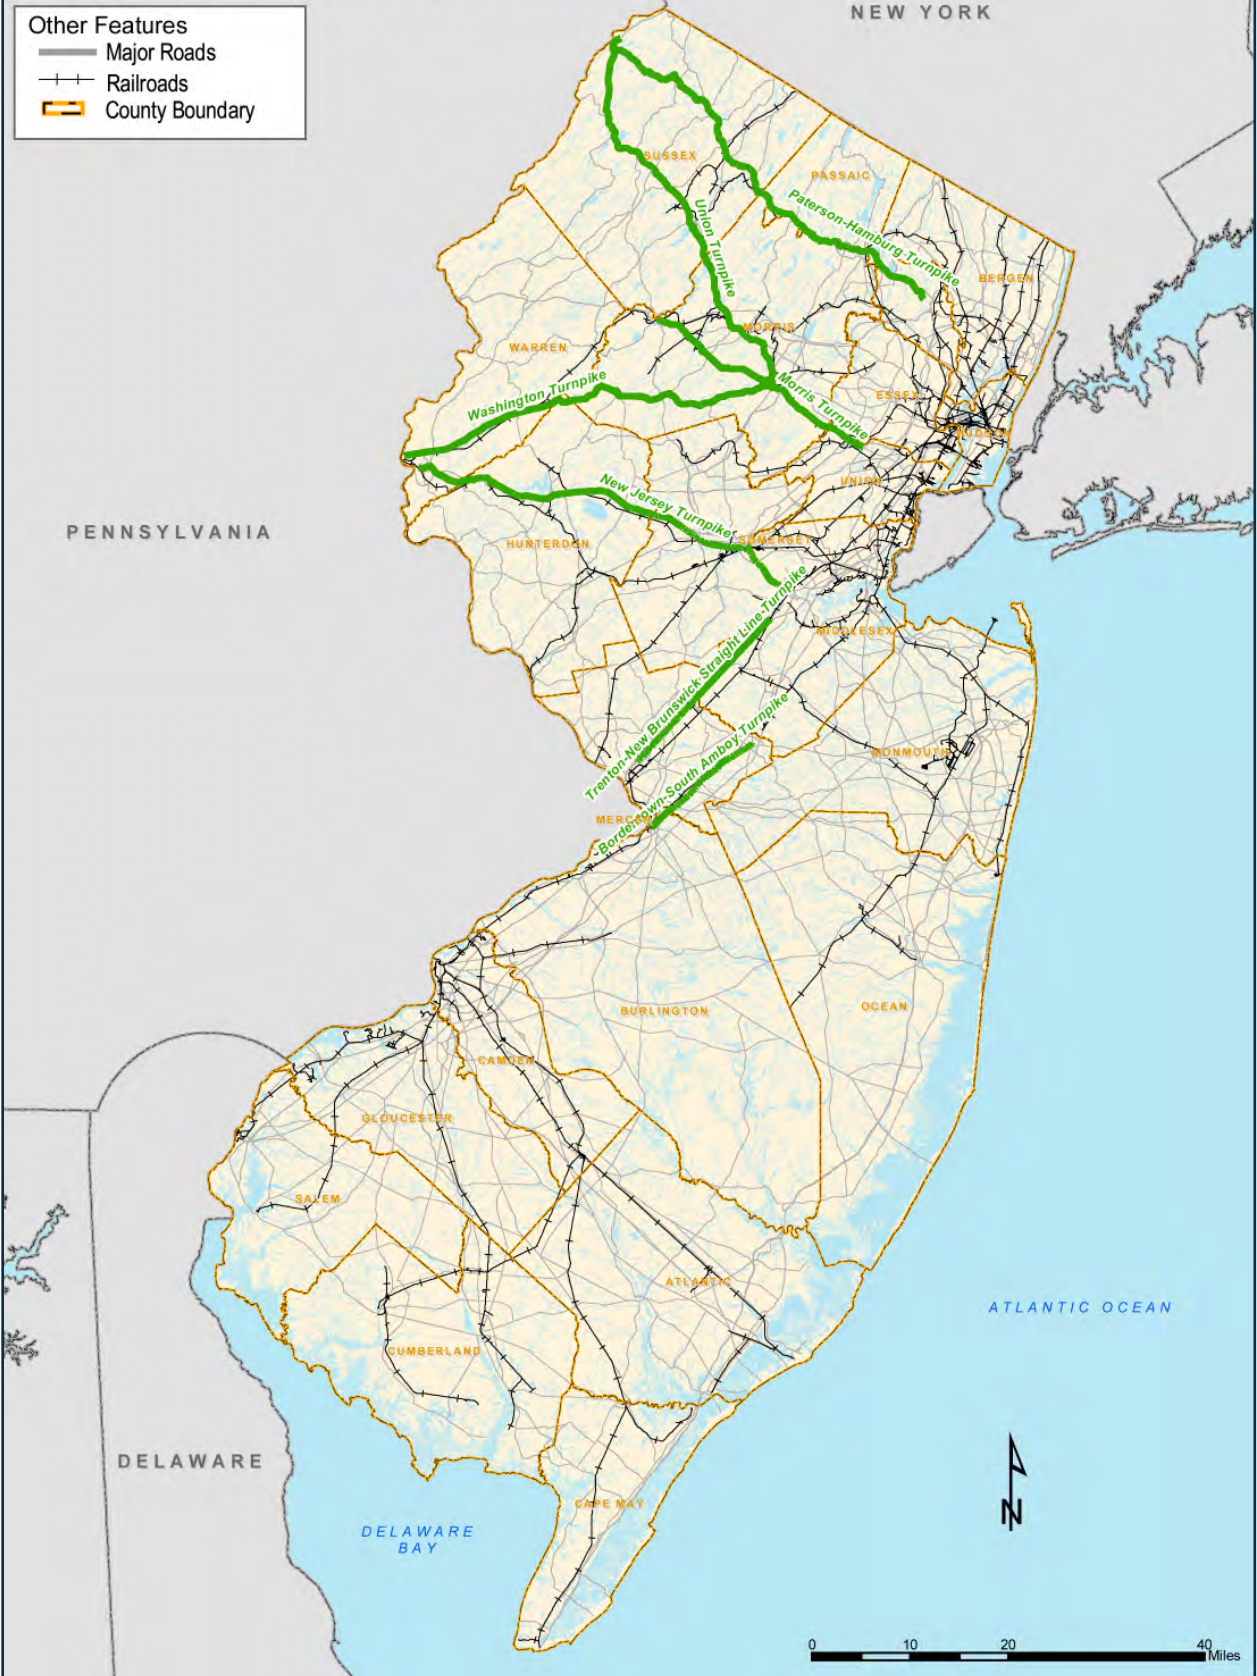 NEW YORK
Other Features
Major Roads
Railroads
County Boundary
SUSSEX
PASSAIC
Paterson-Hamburg Turnpike
Union Turnpike
BERGEN
MORRIS
WARREN
Washington Turnpike
Morris Turnpike
ESSEX
HUDSON
New Jersey Turnpike
UNION
PENNSYLVANIA
HUNTERDON
SOMERSET
Trenton-New Brunswick Straight Line Turnpike
MIDDLESEX
Bordentown-South Amboy Turnpike
MONMOUTH
MERCER
BURLINGTON
OCEAN
CAMDEN
GLOUCESTER
SALEM
ATLANTIC
ATLANTIC OCEAN
CUMBERLAND
DELAWARE
CAPE MAY
DELAWARE
BAY
N
0 10 20 40
Miles